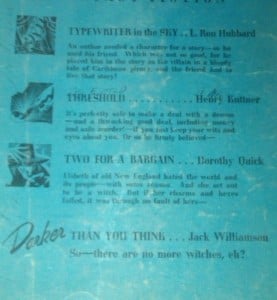 TYPEWRITER in the SKY . . L. Ron Hubbard
An author needed a character for a story—so he
used his friend. Which was not so good, for he
placed him in the story as the villain in a bloody
tale of Caribbean piracy, and the friend had to
live that story!
THRESHOLD . . . . . . . . . . . Henry Kuttner
It's perfectly safe to make a deal with a demon
—and a darned good deal, including money
and safe murder! — if you just keep your wits and
eyes about you. Or so he firmly believed—
TWO FOR A BARGAIN . . Dorothy Quick
of old New England hated the world and
its people—with some reason. And she set out
to be a witch. But if her charms and hexes
failed, it was through no fault of hers—
Darker THAN YOU THINK . . . Jack Williamson
So—there are no more witches, eh?